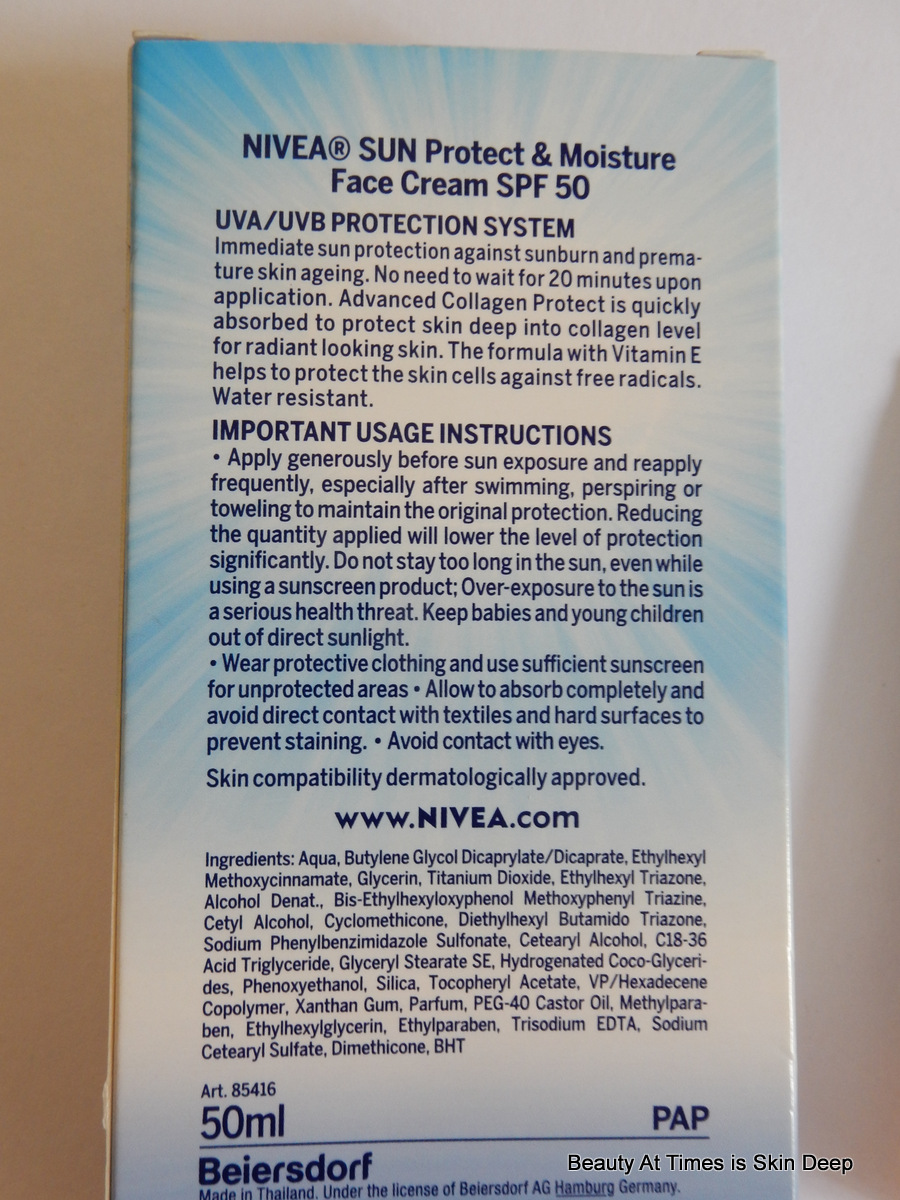 NIVEA® SUN Protect & Moisture
Face Cream SPF 50
UVA/UVB PROTECTION SYSTEM
Immediate sun protection against sunburn and prema-
ture skin ageing. No need to wait for 20 minutes upon
application. Advanced Collagen Protect is quickly
absorbed to protect skin deep into collagen level
for radiant looking skin. The formula with Vitamin E
helps to protect the skin cells against free radicals.
Water resistant.
IMPORTANT USAGE INSTRUCTIONS
• Apply generously before sun exposure and reapply
frequently, especially after swimming, perspiring or
toweling to maintain the original protection. Reducing
the quantity applied will lower the level of protection
significantly. Do not stay too long in the sun, even while
using a sunscreen product; Over-exposure to the sun is
a serious health threat. Keep babies and young children
out of direct sunlight.
• Wear protective clothing and use sufficient sunscreen
for unprotected areas • Allow to absorb completely and
avoid direct contact with textiles and hard surfaces to
prevent staining. • Avoid contact with eyes.
Skin compatibility dermatologically approved.
www.NIVEA.com
Ingredients: Aqua, Butylene Glycol Dicaprylate/Dicaprate, Ethylhexyl
Methoxycinnamate, Glycerin, Titanium Dioxide, Ethylhexyl Triazone,
Alcohol Denat., Bis-Ethylhexyloxyphenol Methoxyphenyl Triazine,
Cetyl Alcohol, Cyclomethicone, Diethylhexyl Butamido Triazone,
Sodium Phenylbenzimidazole Sulfonate, Cetearyl Alcohol, C18-36
Acid Triglyceride, Glyceryl Stearate SE, Hydrogenated Coco-Glyceri-
des, Phenoxyethanol, Silica, Tocopheryl Acetate, VP/Hexadecene
Copolymer, Xanthan Gum, Parfum, PEG-40 Castor Oil, Methylpara-
ben, Ethylhexylglycerin, Ethylparaben, Trisodium EDTA, Sodium
Cetearyl Sulfate, Dimethicone, BHT
Art. 85416
50ml PAP
Beiersdorf
Made in Thailand. Under the license of Beiersdorf AG Hamburg Germany.
Beauty At Times is Skin Deep